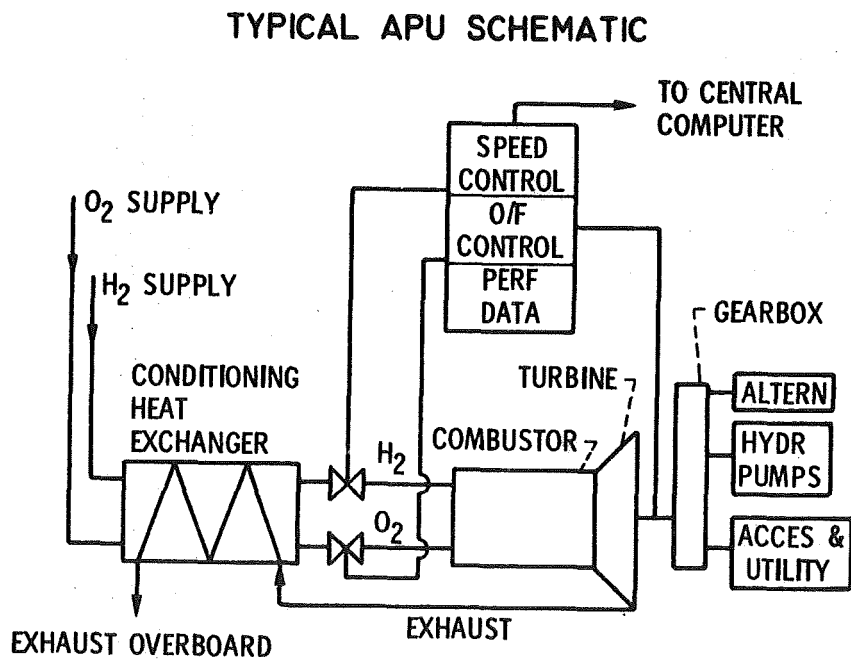 TYPICAL APU SCHEMATIC
TO CENTRAL
COMPUTER
SPEED
CONTROL
O/F
CONTROL
PERF
DATA
O2 SUPPLY
H2 SUPPLY
CONDITIONING
HEAT
EXCHANGER
H2
O2
COMBUSTOR
TURBINE
GEARBOX
ALTERN
HYDR
PUMPS
ACCES &
UTILITY
EXHAUST
EXHAUST OVERBOARD